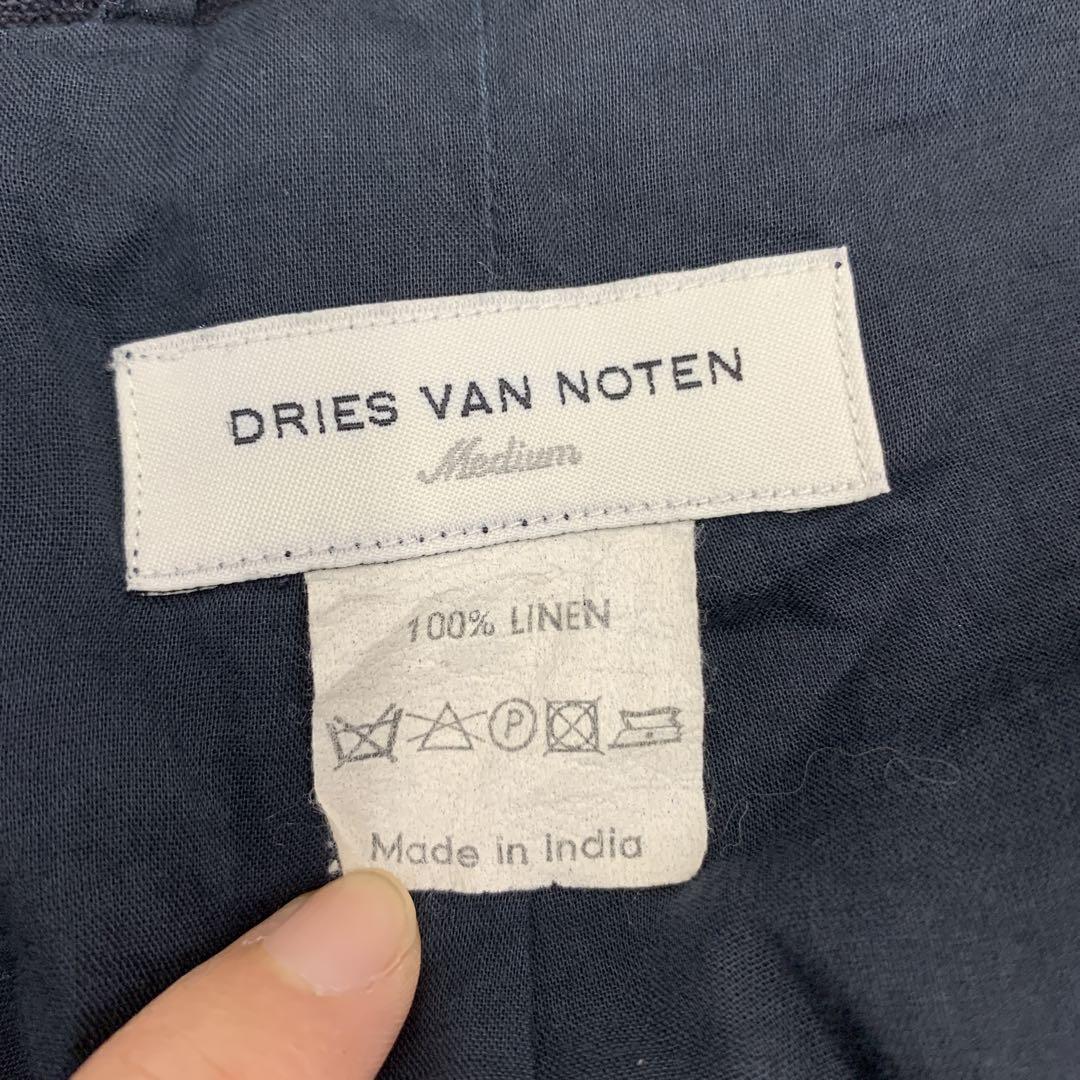 DRIES VAN NOTEN
Medium
100% LINEN
P
Made in India